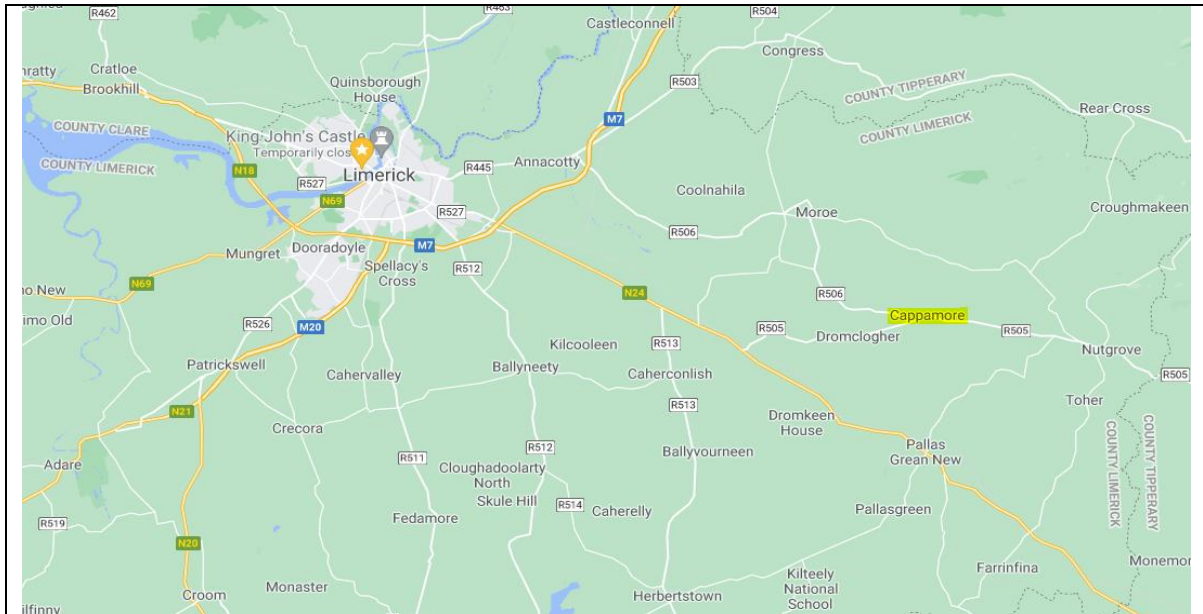 R462
R463
Castleconnell
R504
Congress
Cratloe
Brookhill
Quinsborough
House
R503
COUNTY TIPPERARY
COUNTY LIMERICK
Rear Cross
COUNTY CLARE
COUNTY LIMERICK
King John's Castle
Temporarily clos
M7
Annacotty
N18
R527
Limerick
R445
N69
Coolnahila
R527
Moroe
Croughmakeen
R506
Mungret
Dooradoyle
M7
Spellacy's
Cross
R512
N69
N24
R506
Cappamore
R505
Dromclogher
R505
Nutgrove
R505
R526
M20
Kilcooleen
R513
Patrickswell
Cahervalley
Ballyneety
Caherconlish
Toher
N21
R513
Dromkeen
House
Crecora
Pallas
Grean New
COUNTY LIMERICK
COUNTY TIPPERARY
Adare
R511
R512
Ballyvourneen
Cloughadoolarty
North
Skule Hill
R514
Caherelly
Pallasgreen
R519
Fedamore
N20
Farrinfina
Monaster
Croom
Kilteely
National
School
Herbertstown